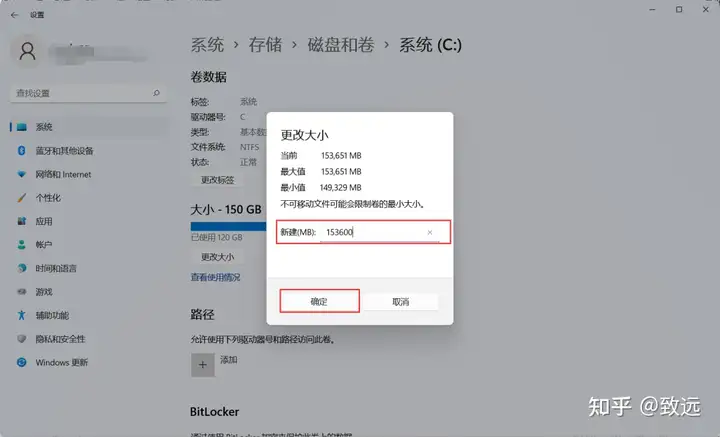 设置
系统 > 存储 > 磁盘和卷 > 系统 (C:)
查找设置
系统
蓝牙和其他设备
网络和 Internet
个性化
应用
帐户
时间和语言
游戏
辅助功能
隐私和安全性
Windows 更新
卷数据
标签: 系统
驱动器号: C
类型: 基本数
文件系统: NTFS
状态: 正常
更改标签
大小 - 150 GB
已使用 120 GB
更改大小
查看使用情况
路径
允许使用下列驱动器号和路径访问此卷。
添加
BitLocker
更改大小
当前 153,651 MB
最大值 153,651 MB
最小值 149,329 MB
不可移动文件可能会限制卷的最小大小。
新建(MB): 153600
确定 取消
知乎 @致远